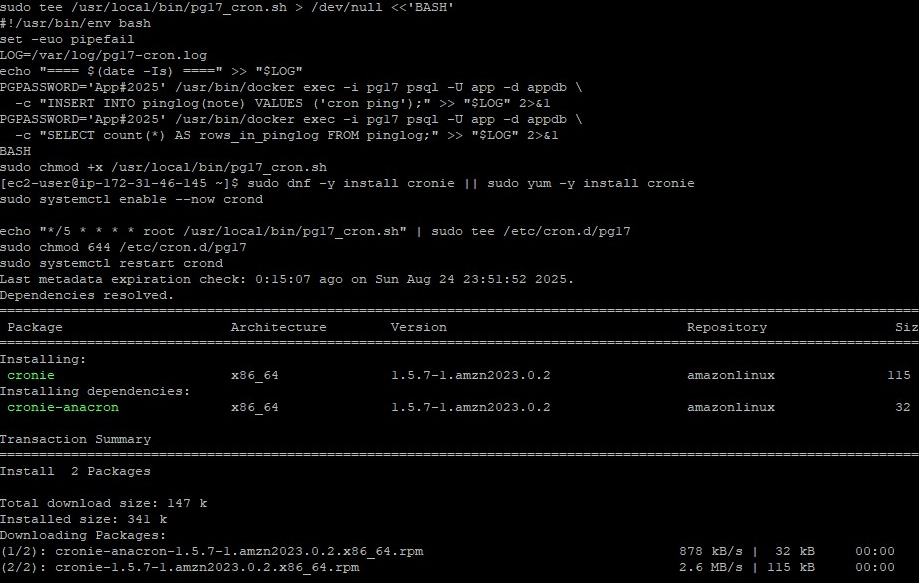 sudo tee /usr/local/bin/pg17_cron.sh > /dev/null <<'BASH'
#!/usr/bin/env bash
set -euo pipefail
LOG=/var/log/pg17-cron.log
echo "==== $(date -Is) ====" >> "$LOG"
PGPASSWORD='App#2025' /usr/bin/docker exec -i pg17 psql -U app -d appdb \
  -c "INSERT INTO pinglog(note) VALUES ('cron ping');" >> "$LOG" 2>&1
PGPASSWORD='App#2025' /usr/bin/docker exec -i pg17 psql -U app -d appdb \
  -c "SELECT count(*) AS rows_in_pinglog FROM pinglog;" >> "$LOG" 2>&1
BASH
sudo chmod +x /usr/local/bin/pg17_cron.sh
[ec2-user@ip-172-31-46-145 ~]$ sudo dnf -y install cronie || sudo yum -y install cronie
sudo systemctl enable --now crond
echo "*/5 * * * * root /usr/local/bin/pg17_cron.sh" | sudo tee /etc/cron.d/pg17
sudo chmod 644 /etc/cron.d/pg17
sudo systemctl restart crond
Last metadata expiration check: 0:15:07 ago on Sun Aug 24 23:51:52 2025.
Dependencies resolved.
Package Architecture Version Repository Siz
Installing:
cronie x86_64 1.5.7-1.amzn2023.0.2 amazonlinux 115
Installing dependencies:
cronie-anacron x86_64 1.5.7-1.amzn2023.0.2 amazonlinux 32
Transaction Summary
Install  2 Packages
Total download size: 147 k
Installed size: 341 k
Downloading Packages:
(1/2): cronie-anacron-1.5.7-1.amzn2023.0.2.x86_64.rpm 878 kB/s |  32 kB 00:00
(2/2): cronie-1.5.7-1.amzn2023.0.2.x86_64.rpm 2.6 MB/s | 115 kB 00:00